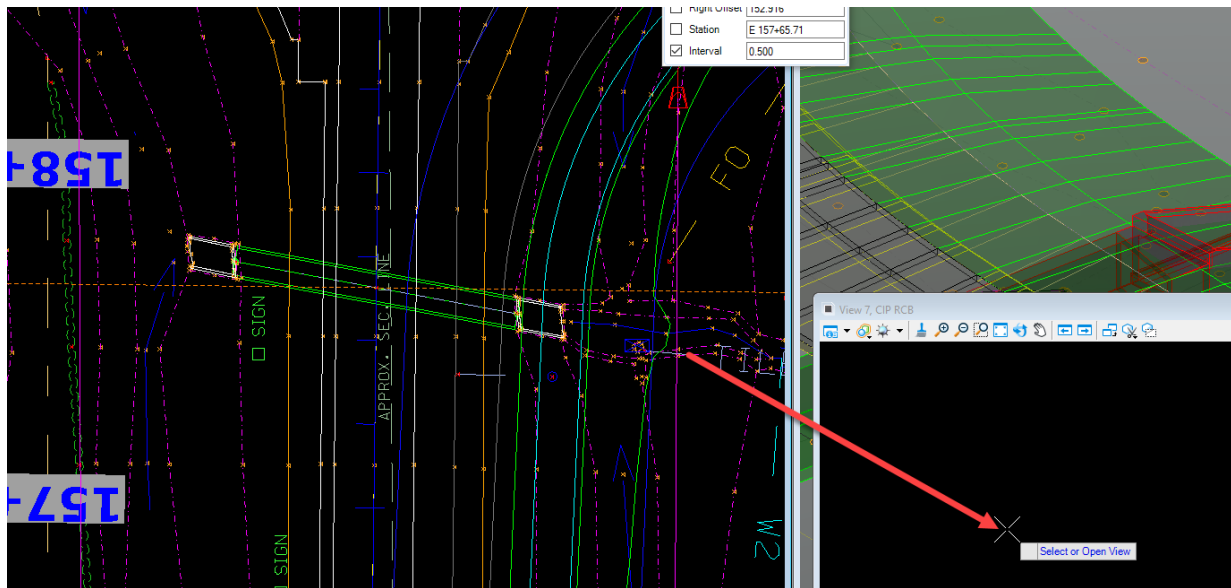 Right Offset 152.916
Station E 157+65.71
Interval 0.500
158+
FO
SIGN
APPROX. SEC. LINE
View 7, CIP RCB
157+
SIGN
W2
Select or Open View